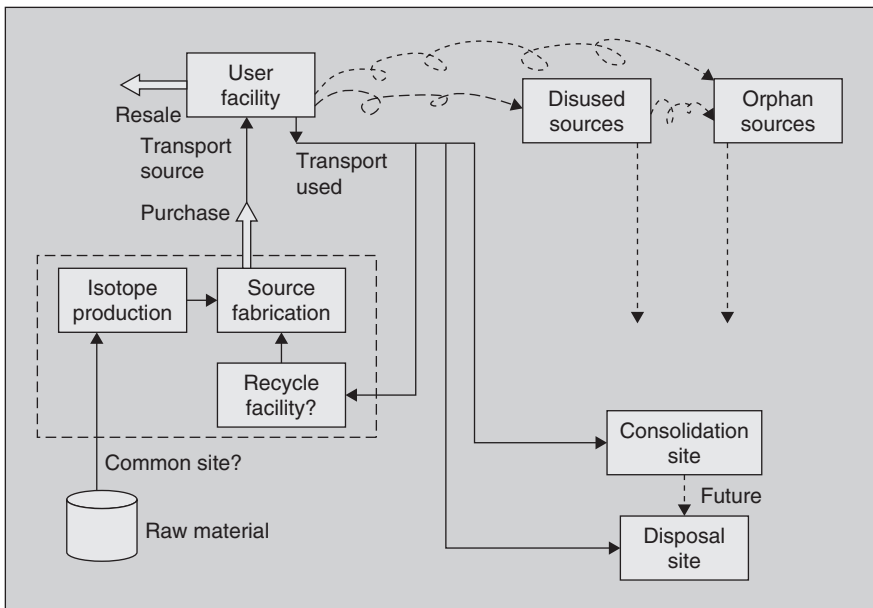 User
facility
Resale
Disused
sources
Orphan
sources
Transport
source
Transport
used
Purchase
Isotope
production
Source
fabrication
Recycle
facility?
Common site?
Raw material
Consolidation
site
Future
Disposal
site